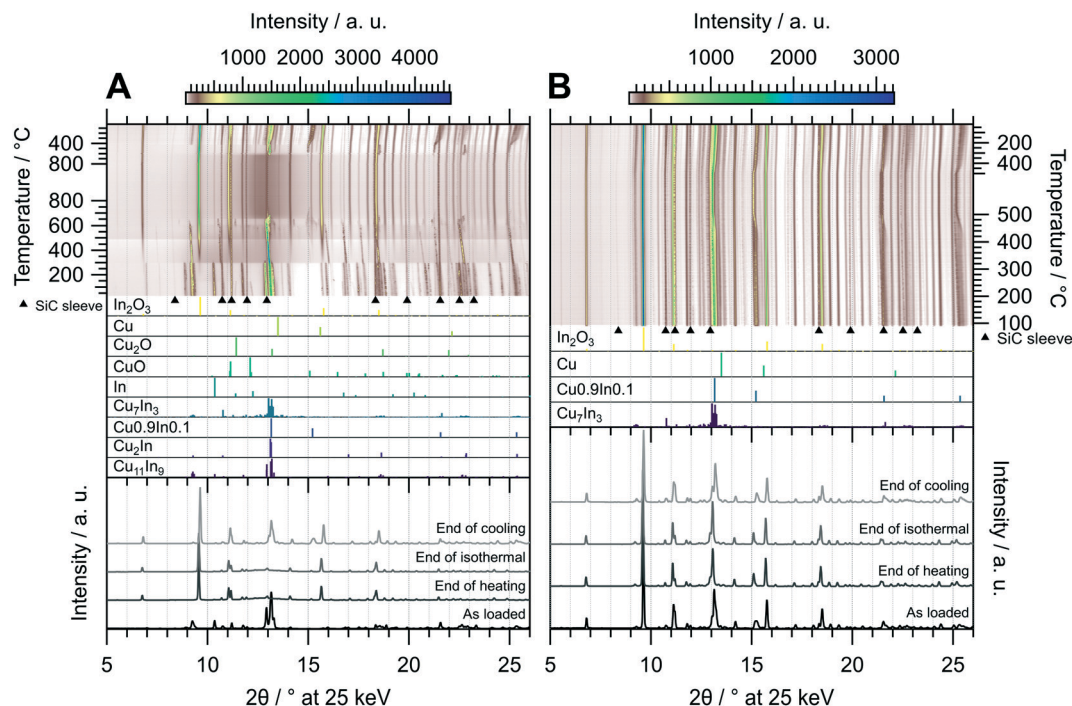 Intensity / a. u.
1000 2000 3000 4000
A
Temperature / °C
400
800
800
600
400
200
▲ SiC sleeve
In₂O₃
Cu
Cu₂O
CuO
In
Cu₇In₃
Cu0.9In0.1
Cu₂In
Cu₁₁In₉
Intensity / a. u.
End of cooling
End of isothermal
End of heating
As loaded
5 10 15 20 25
2θ / ° at 25 keV
Intensity / a. u.
1000 2000 3000
B
Temperature / °C
200
400
500
400
300
200
100
▲ SiC sleeve
In₂O₃
Cu
Cu0.9In0.1
Cu₇In₃
Intensity / a. u.
End of cooling
End of isothermal
End of heating
As loaded
5 10 15 20 25
2θ / ° at 25 keV